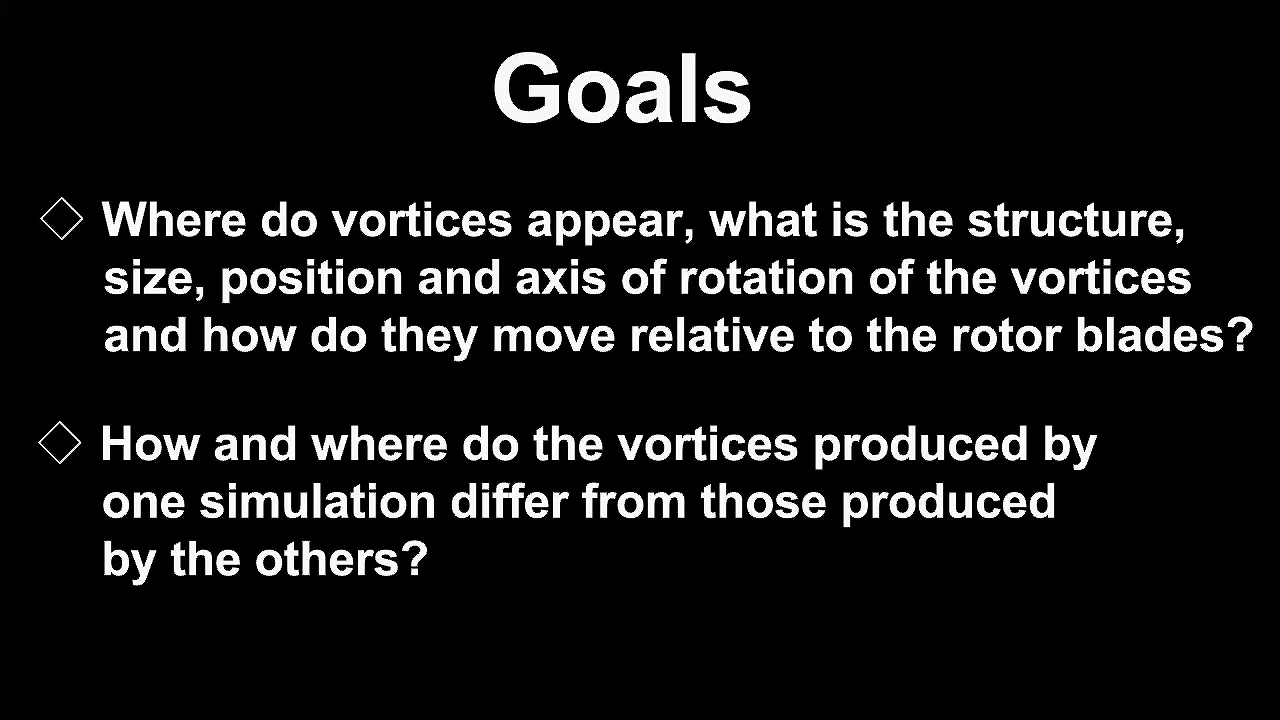 Goals
◇ Where do vortices appear, what is the structure,
size, position and axis of rotation of the vortices
and how do they move relative to the rotor blades?
◇ How and where do the vortices produced by
one simulation differ from those produced
by the others?